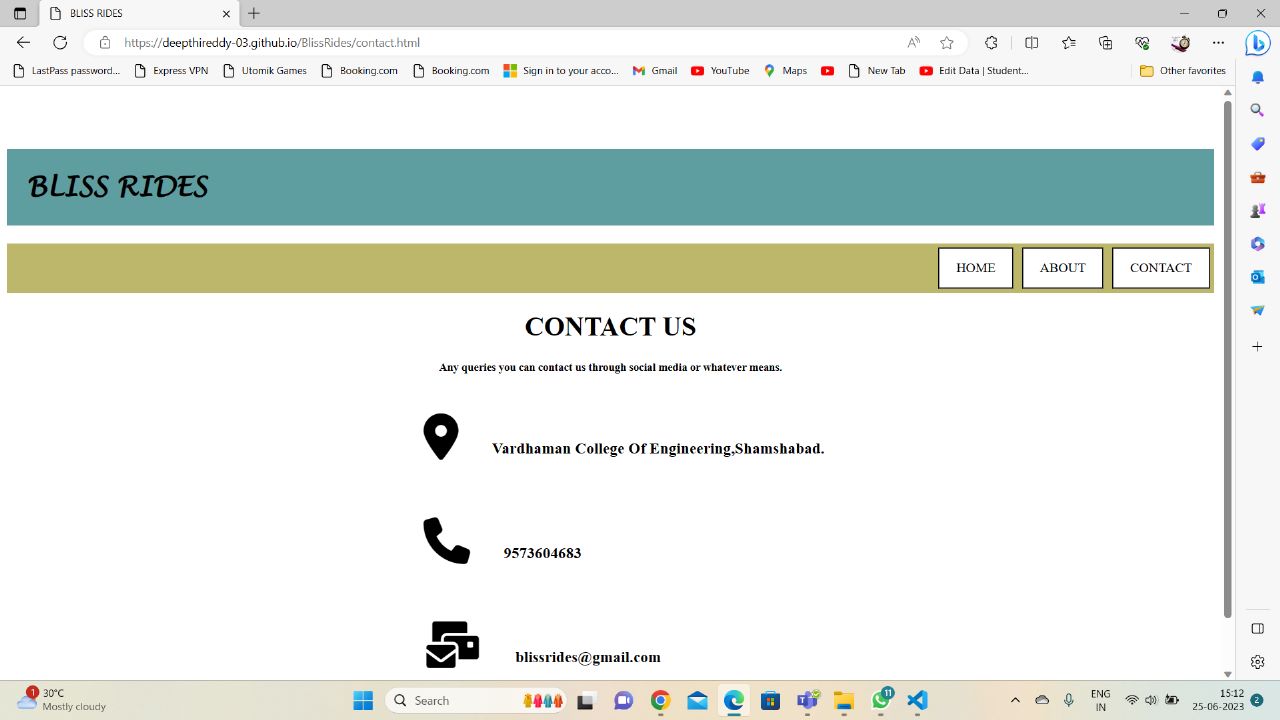 BLISS RIDES
https://deepthireddy-03.github.io/BlissRides/contact.html
LastPass password... Express VPN Utomik Games Booking.com Booking.com Sign in to your acco... Gmail YouTube Maps New Tab Edit Data | Student... Other favorites
BLISS RIDES
HOME ABOUT CONTACT
CONTACT US
Any queries you can contact us through social media or whatever means.
Vardhaman College Of Engineering,Shamshabad.
9573604683
blissrides@gmail.com
1 30°C
Mostly cloudy
Search
11
ENG
IN
15:12
25-06-2023
2